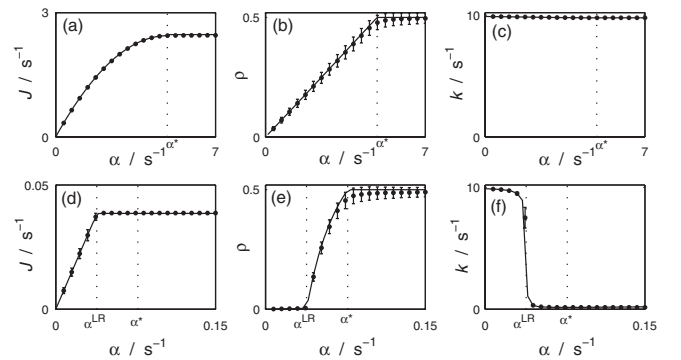 3
(a)
J / s⁻¹
0
0
α*
7
α / s⁻¹
0.5
(b)
ρ
0
0
α*
7
α / s⁻¹
10
(c)
k / s⁻¹
0
0
α*
7
α / s⁻¹
0.05
(d)
J / s⁻¹
0
0
α^LR
α*
0.15
α / s⁻¹
0.5
(e)
ρ
0
0
α^LR
α*
0.15
α / s⁻¹
10
(f)
k / s⁻¹
0
0
α^LR
α*
0.15
α / s⁻¹